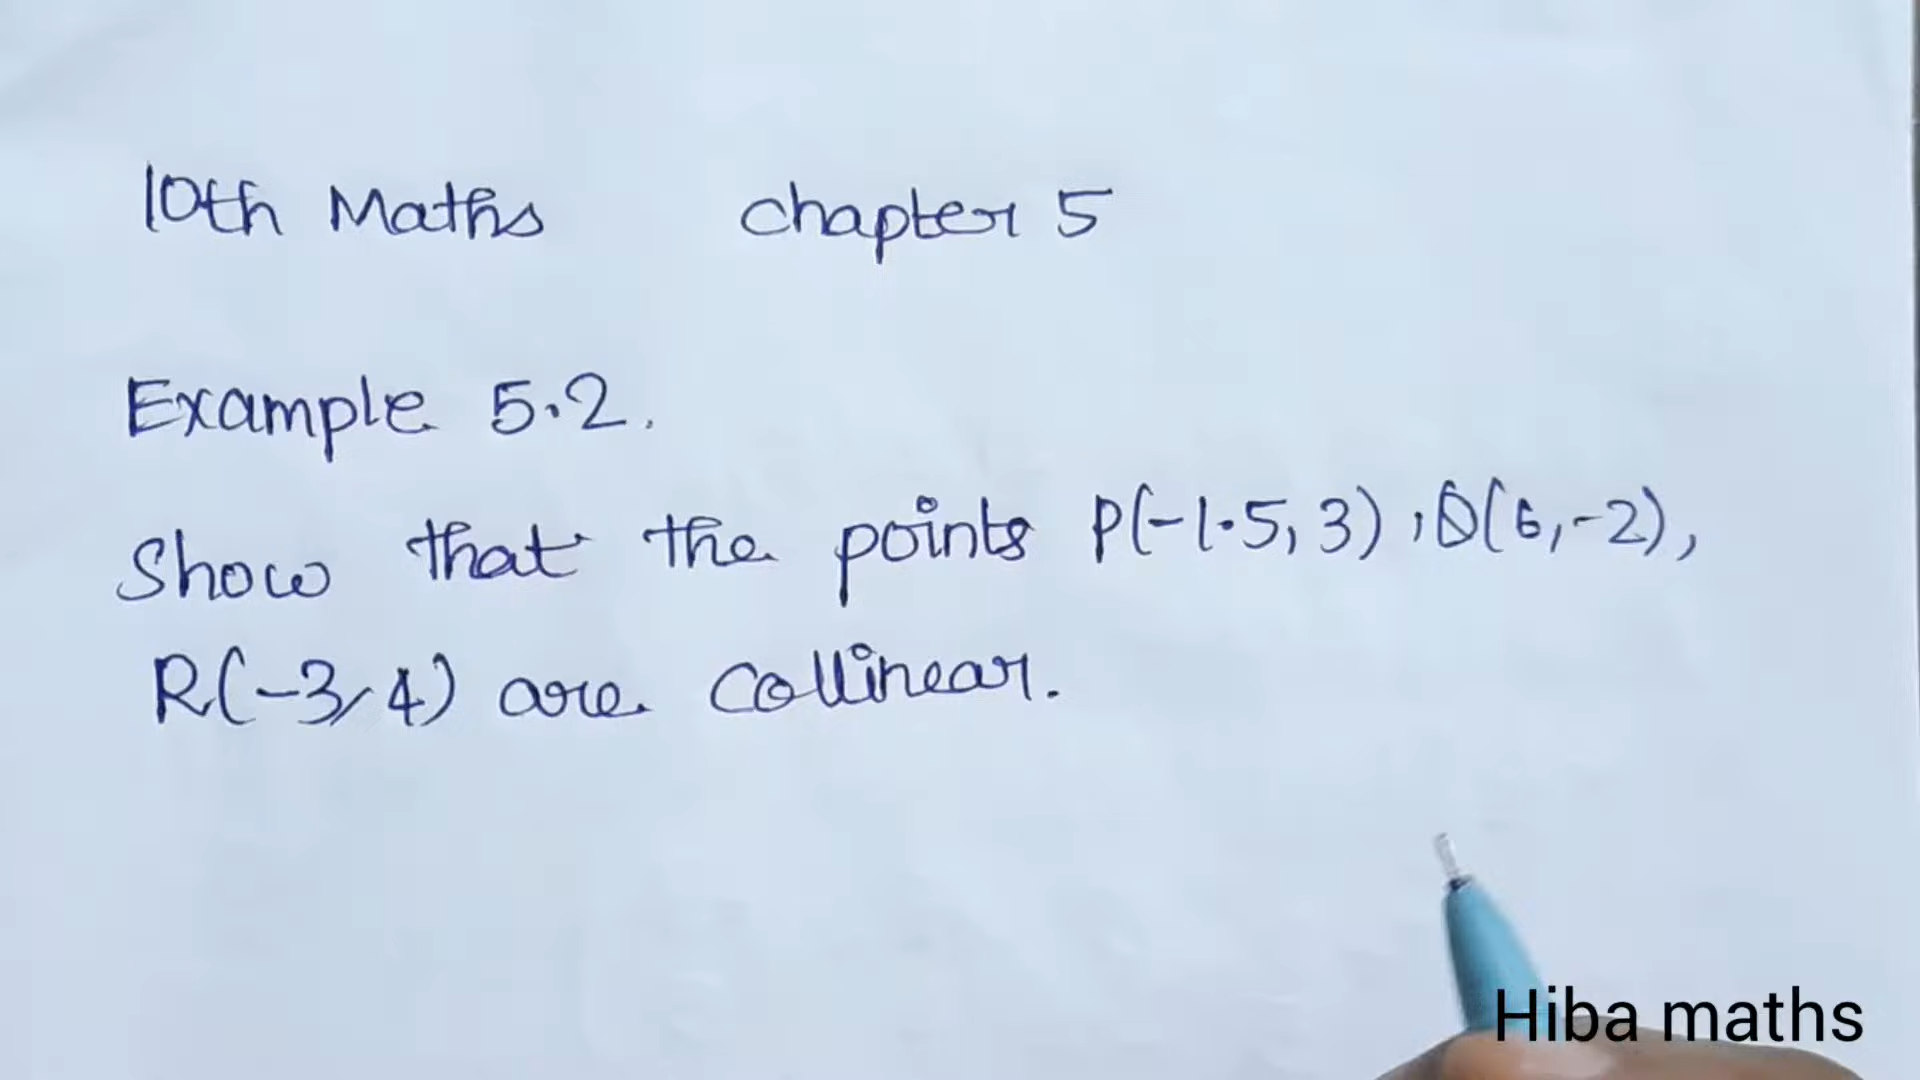 10th Maths chapter 5
Example 5.2.
Show that the points P(-1.5, 3), Q(6, -2),
R(-3, 4) are collinear.
Hiba maths